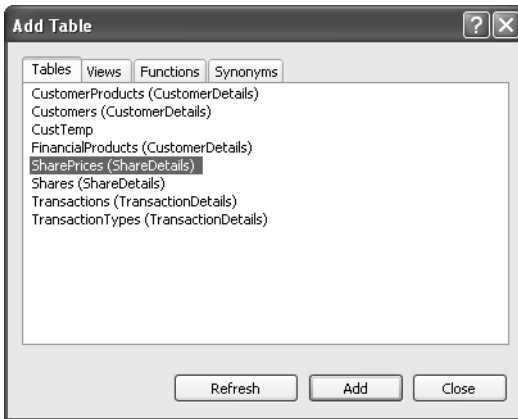 Add Table
Tables Views Functions Synonyms
CustomerProducts (CustomerDetails)
Customers (CustomerDetails)
CustTemp
FinancialProducts (CustomerDetails)
SharePrices (ShareDetails)
Shares (ShareDetails)
Transactions (TransactionDetails)
TransactionTypes (TransactionDetails)
Refresh Add Close